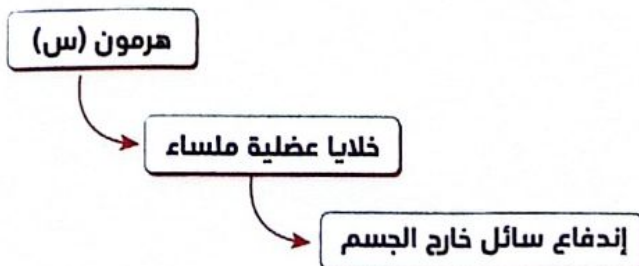 هرمون (س)
خلايا عضلية ملساء
إندفاع سائل خارج الجسم